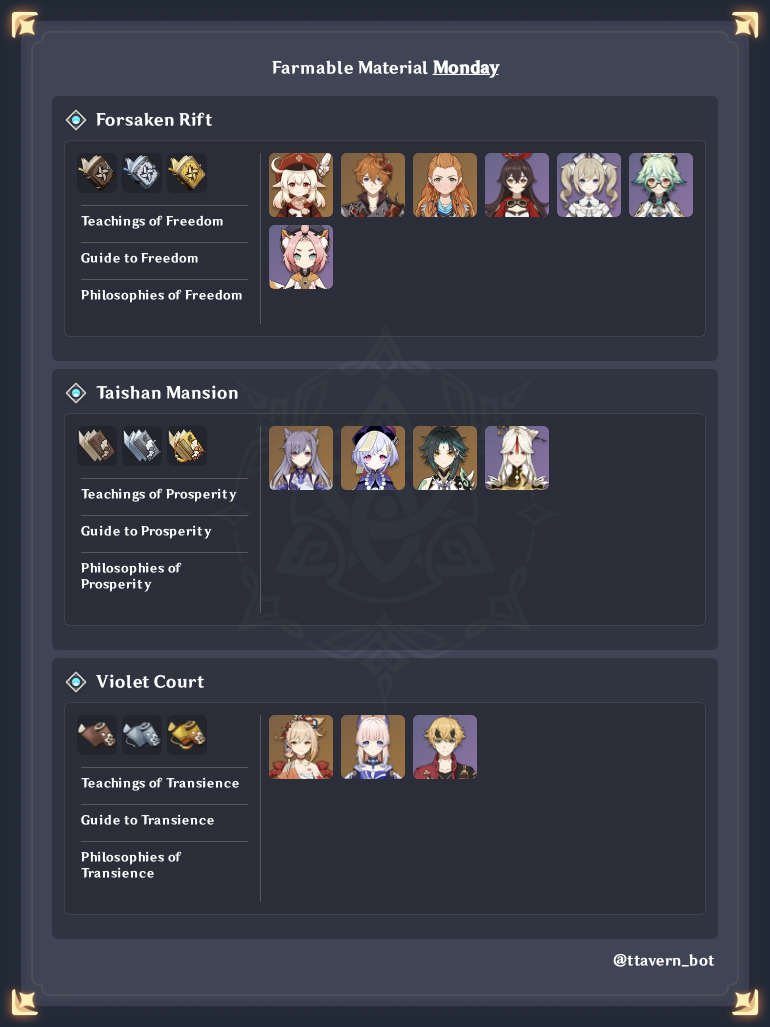 Farmable Material Monday
Forsaken Rift
Teachings of Freedom
Guide to Freedom
Philosophies of Freedom
Taishan Mansion
Teachings of Prosperity
Guide to Prosperity
Philosophies of
Prosperity
Violet Court
Teachings of Transience
Guide to Transience
Philosophies of
Transience
@ttavern_bot